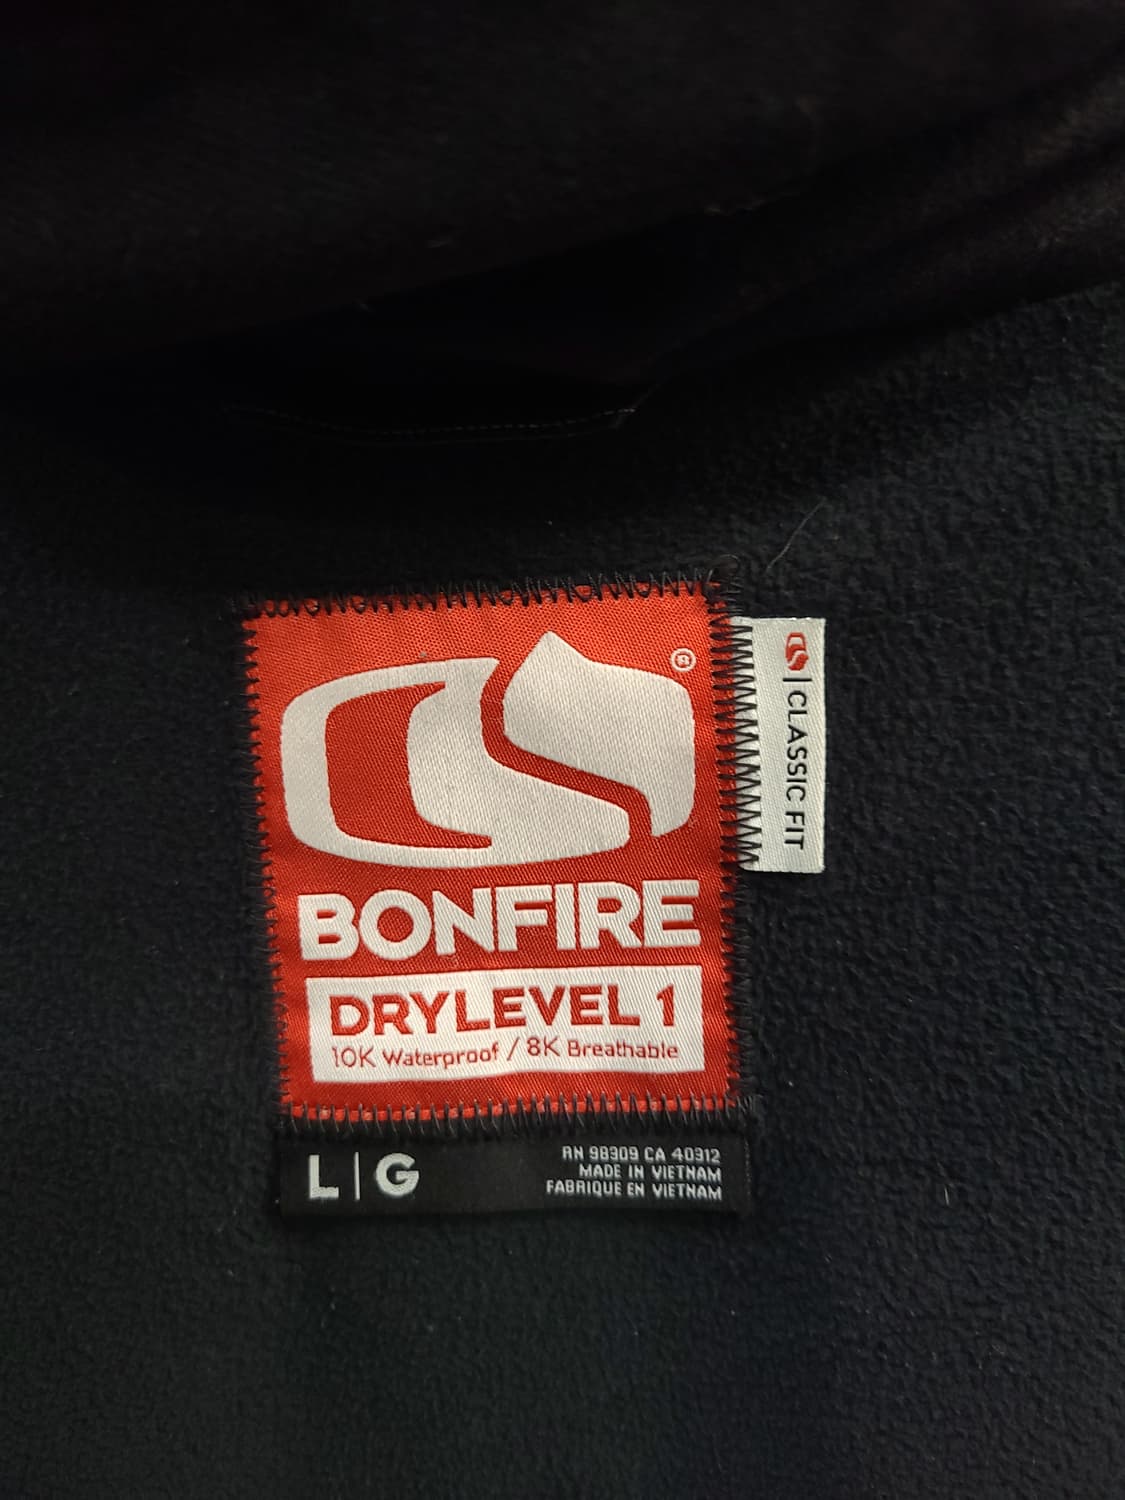 ®
BONFIRE
DRYLEVEL 1
10K Waterproof / 8K Breathable
L | G
RN 98309 CA 40312
MADE IN VIETNAM
FABRIQUE EN VIETNAM
| CLASSIC FIT